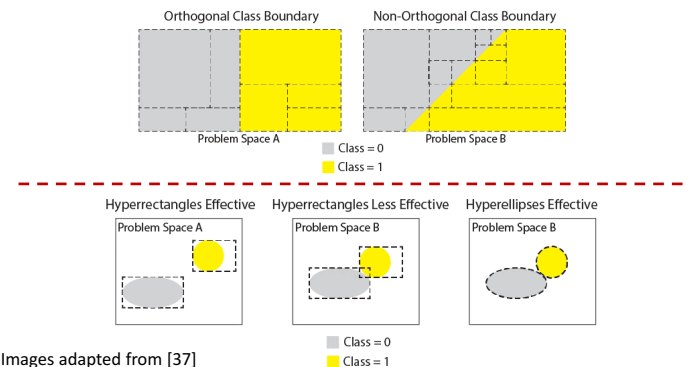 Orthogonal Class Boundary
Non-Orthogonal Class Boundary
Problem Space A
Problem Space B
Class = 0
Class = 1
Hyperrectangles Effective
Hyperrectangles Less Effective
Hyperellipses Effective
Problem Space A
Problem Space B
Problem Space B
Class = 0
Class = 1
Images adapted from [37]